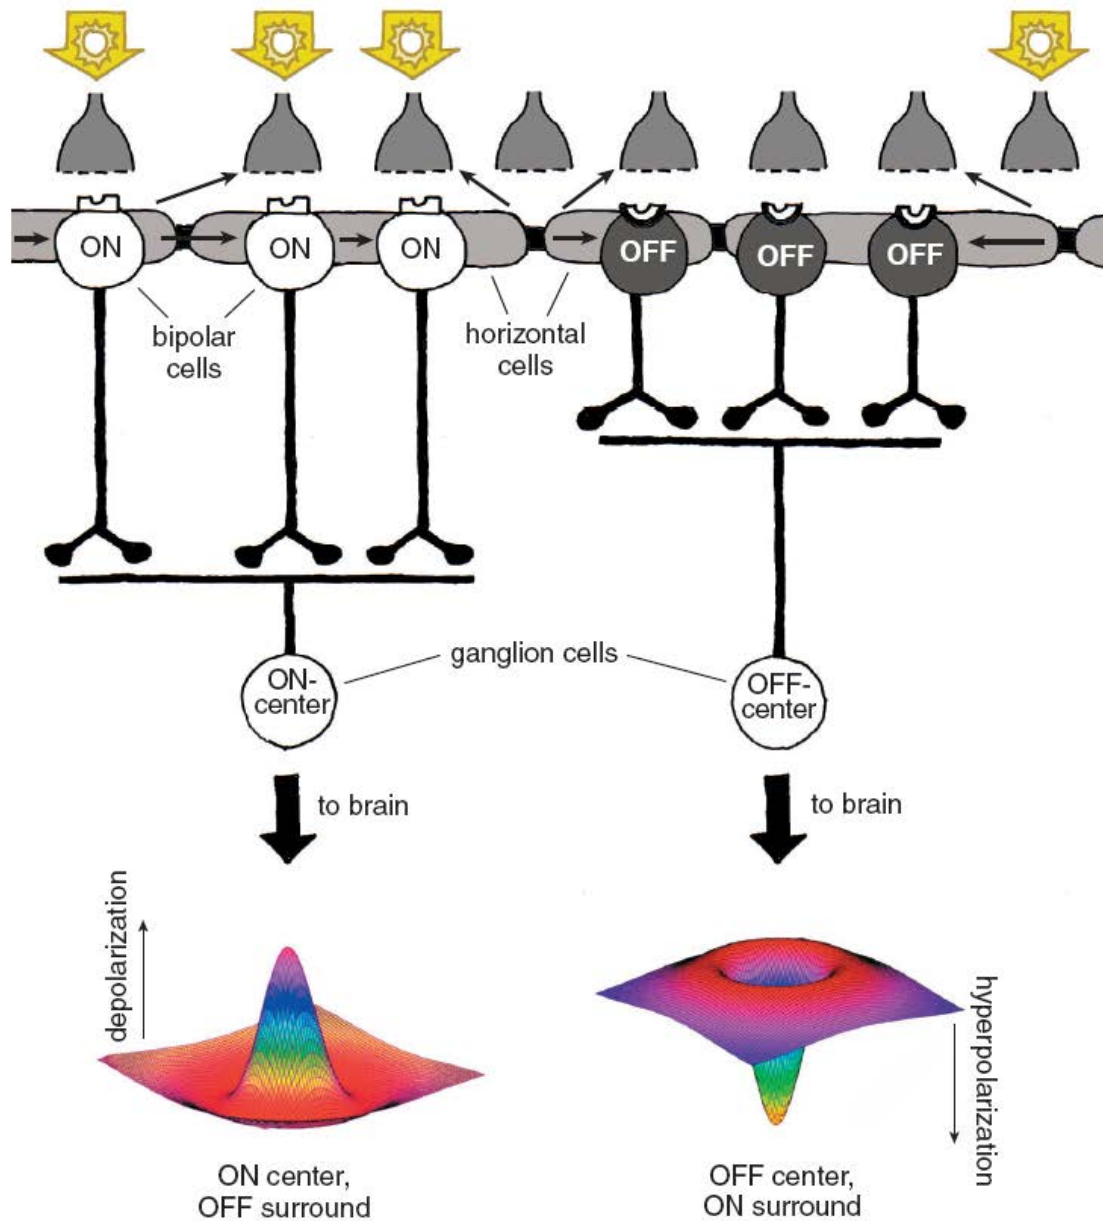 ON
ON
ON
OFF
OFF
OFF
bipolar
cells
horizontal
cells
ganglion cells
ON-
center
OFF-
center
to brain
to brain
depolarization
hyperpolarization
ON center,
OFF surround
OFF center,
ON surround